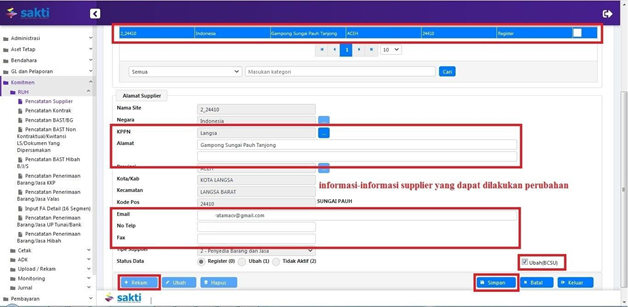 sakti
2_24410 Indonesia Gampong Sungai Pauh Tanjong ACEH 24410 Register
Administrasi
Aset Tetap
Bendahara
GL dan Pelaporan
Komitmen
RUH
Pencatatan Supplier
Pencatatan Kontrak
Pencatatan BAST/BG
Pencatatan BAST Non
Kontraktual/Kwitansi
LS/Dokumen Yang
Dipersamakan
Pencatatan BAST Hibah
B/J/S
Pencatatan Penerimaan
Barang/Jasa KKP
Pencatatan Penerimaan
Barang/Jasa Valas
Input FA Detail (16 Segmen)
Pencatatan Penerimaan
Barang/Jasa UP Tunai/Bank
Pencatatan Penerimaan
Barang/Jasa Hibah
Cetak
ADK
Upload / Rekam
Monitoring
Jurnal
Pembayaran
1 10
Semua Masukan kategori Cari
Alamat Supplier
Nama Site 2_24410
Negara Indonesia
KPPN Langsa ...
Alamat Gampong Sungai Pauh Tanjong
Provinsi ACEH
Kota/Kab KOTA LANGSA
informasi-informasi supplier yang dapat dilakukan perubahan
Kecamatan LANGSA BARAT
Kode Pos 24410 SUNGAI PAUH
Email atamacv@gmail.com
No Telp
Fax
Tipe Supplier 2 - Penyedia Barang dan Jasa
Status Data Register (0) Ubah (1) Tidak Aktif (2)
Ubah(BCSU)
Rekam Ubah Hapus Simpan Batal Keluar
sakti